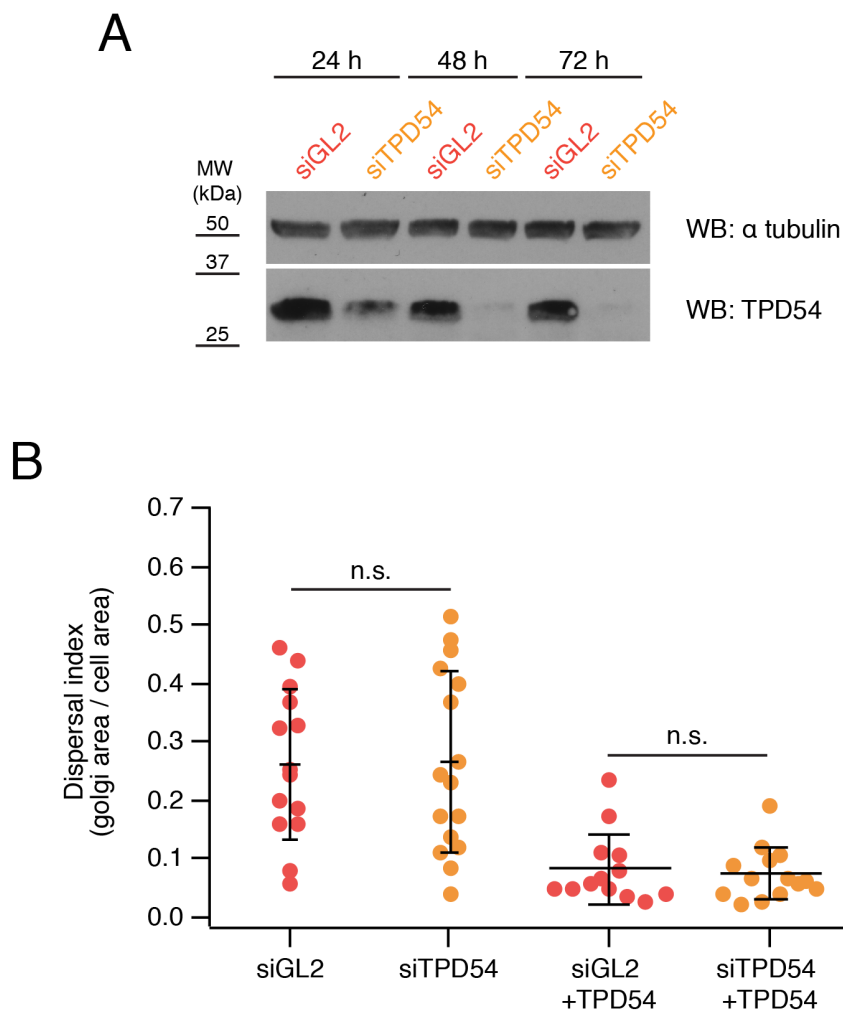 A
24 h 48 h 72 h
siGL2 siTPD54 siGL2 siTPD54 siGL2 siTPD54
MW
(kDa)
50
WB: α tubulin
37
WB: TPD54
25
B
0.7
0.6
0.5
0.4
0.3
0.2
0.1
0.0
Dispersal index
(golgi area / cell area)
n.s.
n.s.
siGL2 siTPD54 siGL2 siTPD54
+TPD54 +TPD54